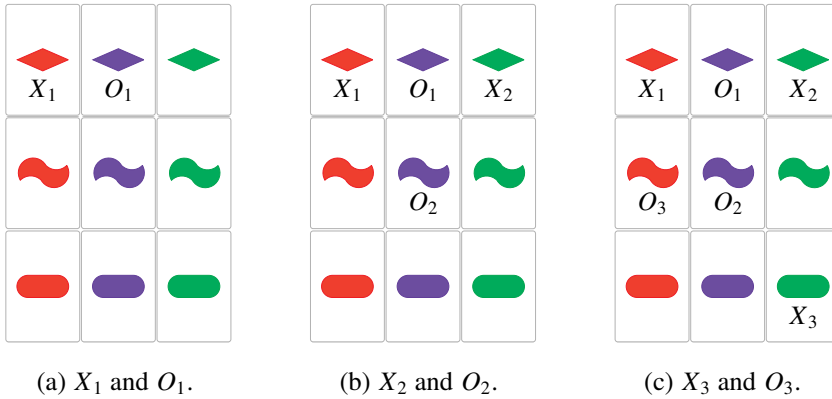 X₁ O₁
X₁ O₁ X₂
O₂
X₁ O₁ X₂
O₃ O₂
X₃
(a) X₁ and O₁.
(b) X₂ and O₂.
(c) X₃ and O₃.